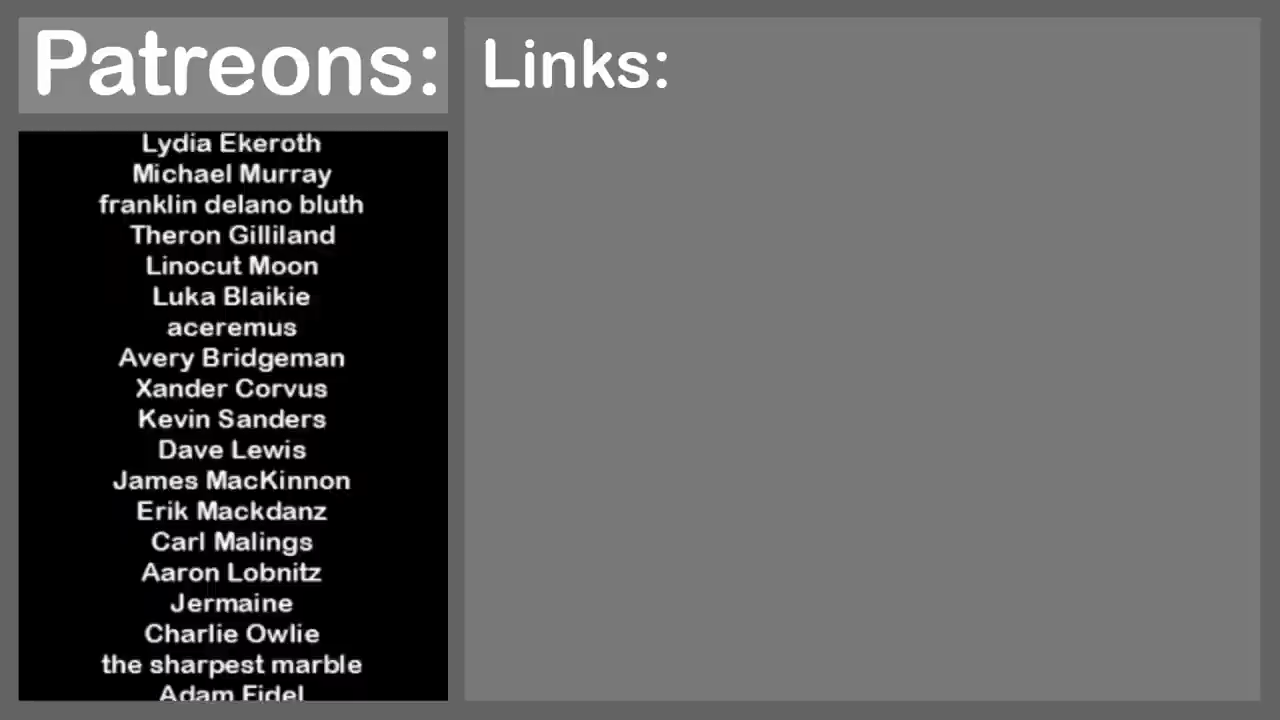 Patreons:
Links:
Lydia Ekeroth
Michael Murray
franklin delano bluth
Theron Gilliland
Linocut Moon
Luka Blaikie
aceremus
Avery Bridgeman
Xander Corvus
Kevin Sanders
Dave Lewis
James MacKinnon
Erik Mackdanz
Carl Malings
Aaron Lobnitz
Jermaine
Charlie Owlie
the sharpest marble
Adam Fidel